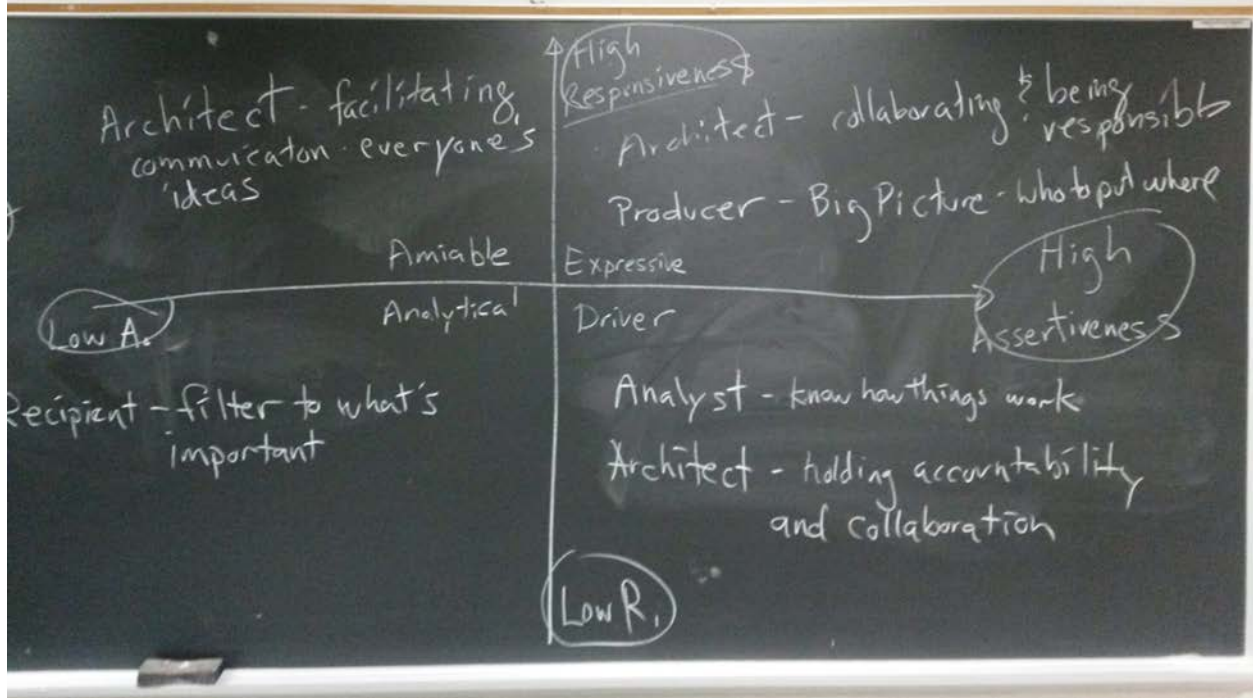 High
Responsiveness
Architect - facilitating,
commuicaton everyone's
ideas
Architect - collaborating & being
responsible
Producer - Big Picture - who to put where
Amiable
Expressive
High
Assertiveness
Low A.
Analytical
Driver
Recipient - filter to what's
important
Analyst - know how things work
Architect - holding accountability
and collaboration
Low R.